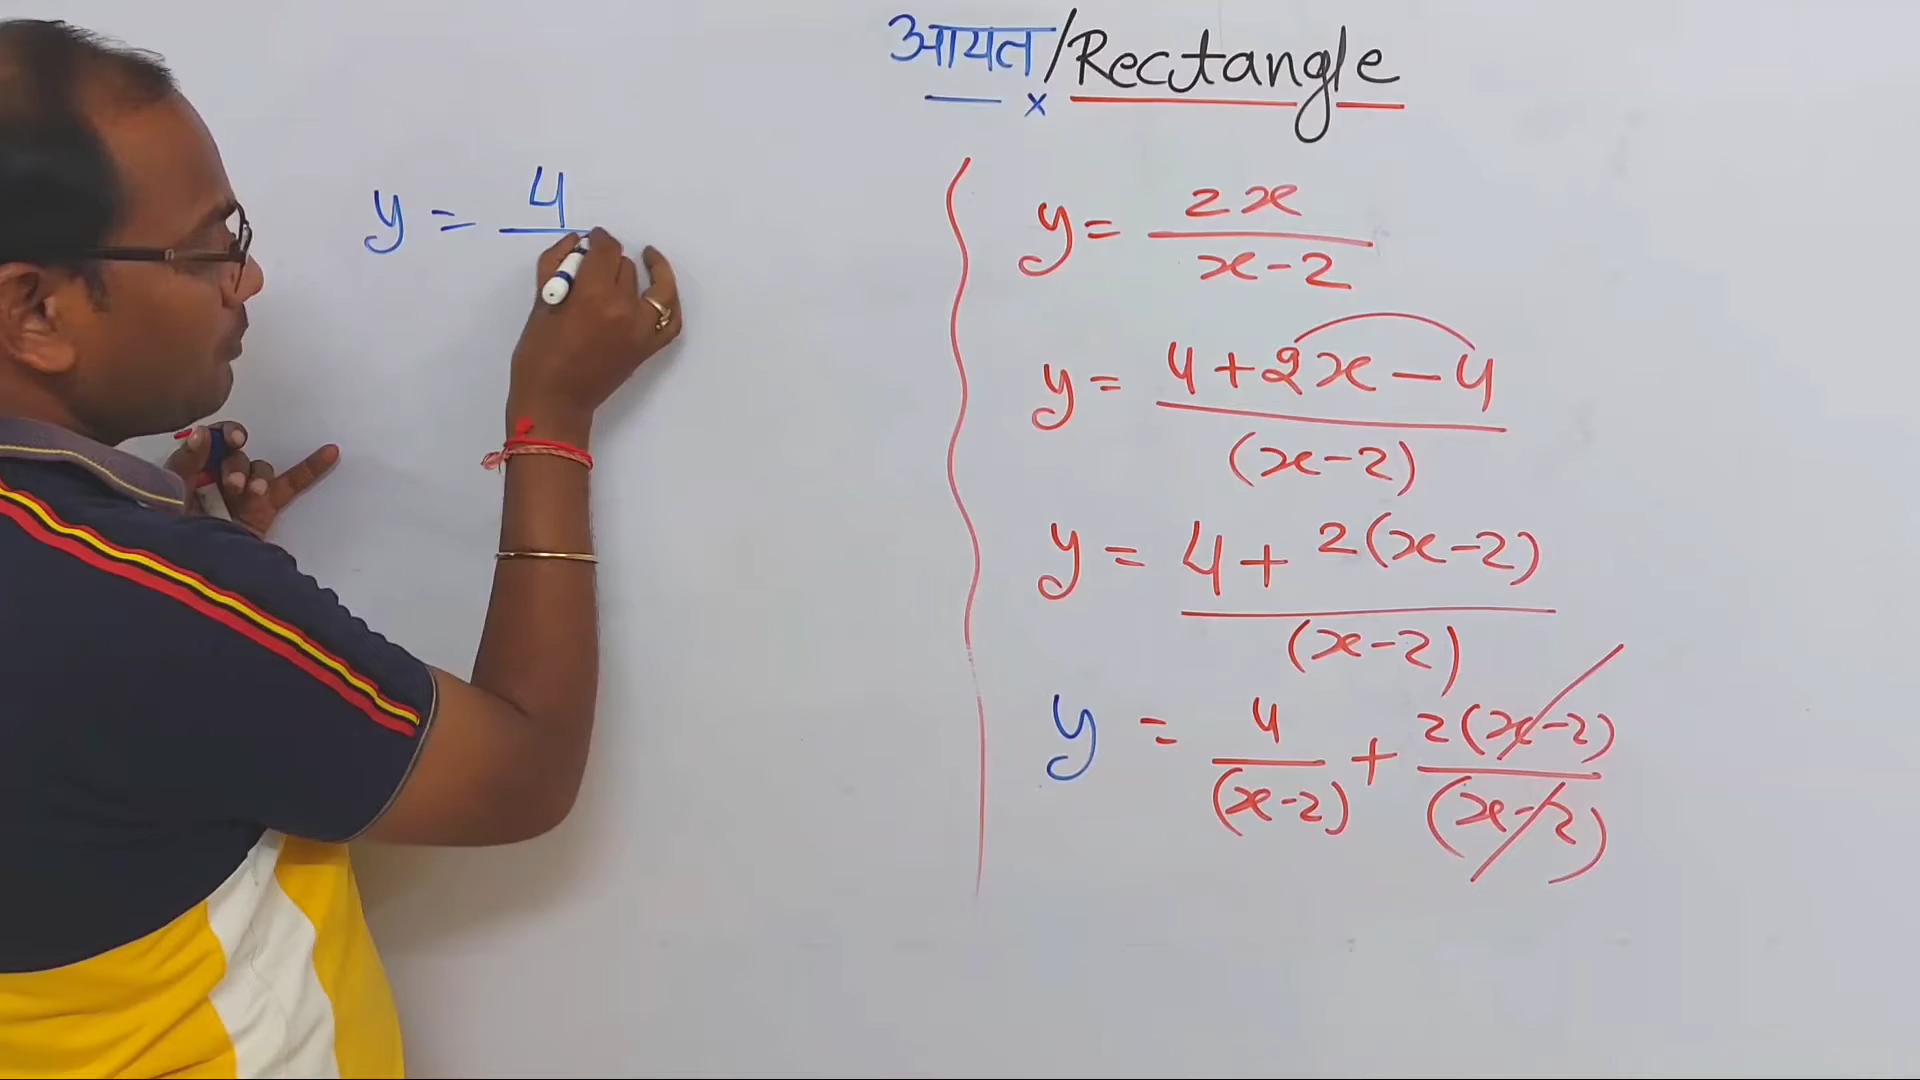 आयत/Rectangle
x
y = 4
y = 2x / x-2
y = 4+2x-4 / (x-2)
y = 4+ 2(x-2) / (x-2)
y = 4 / (x-2) + 2(x-2) / (x-2)